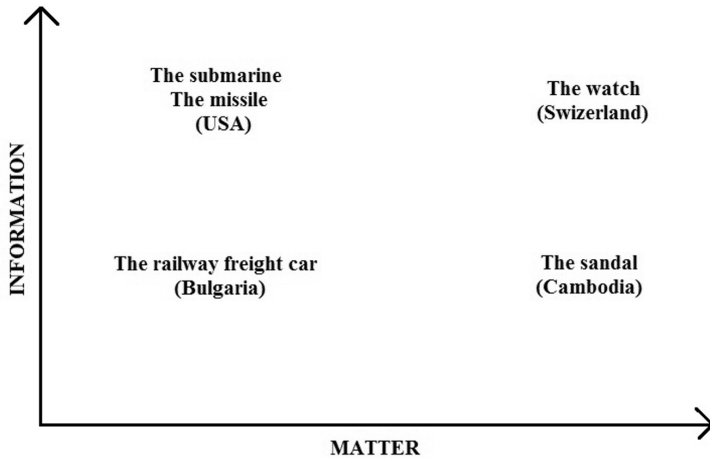 INFORMATION
The submarine
The missile
(USA)
The watch
(Swizerland)
The railway freight car
(Bulgaria)
The sandal
(Cambodia)
MATTER